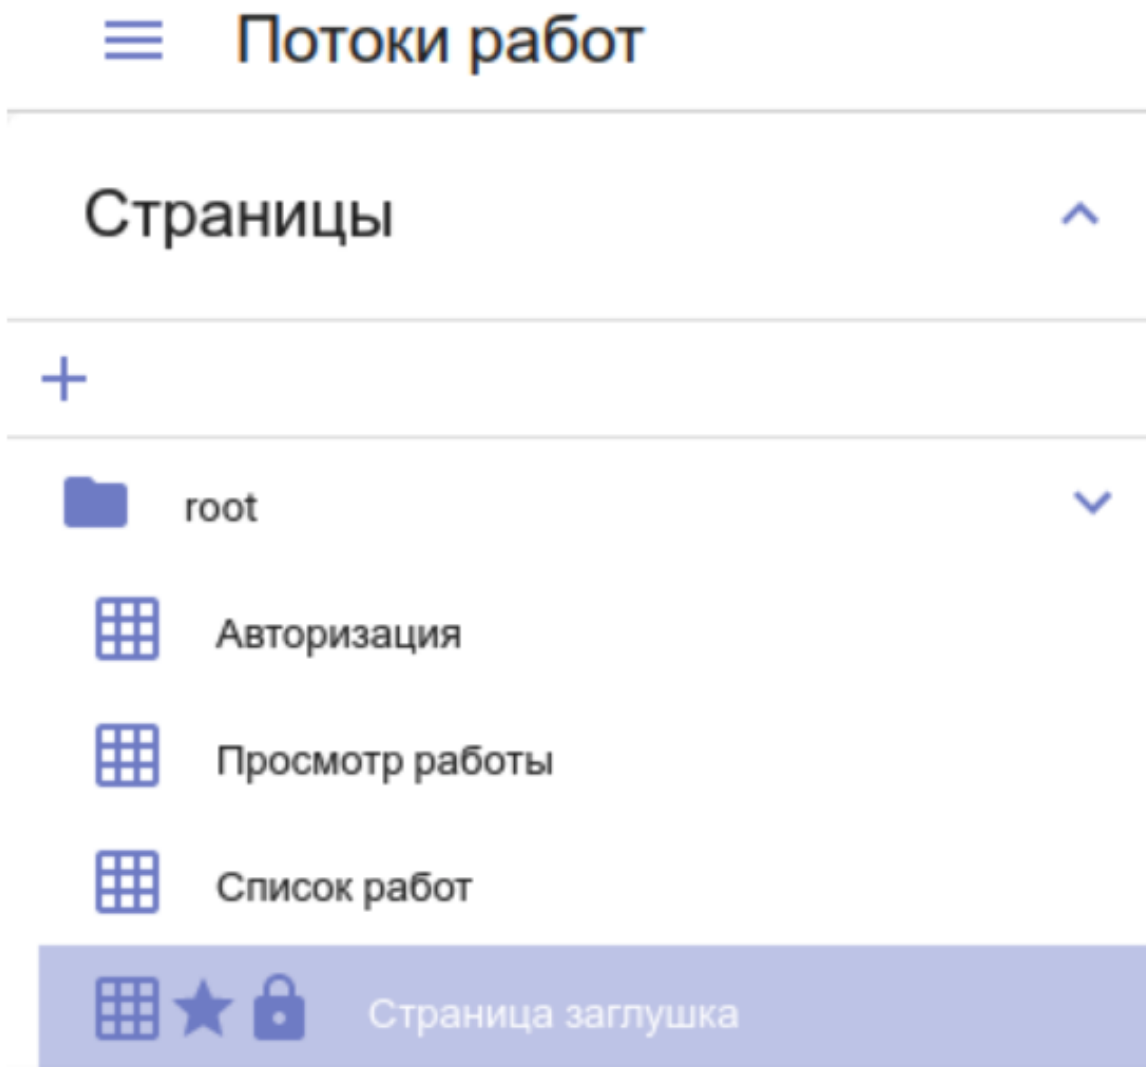 Потоки работ
Страницы
root
Авторизация
Просмотр работы
Список работ
Страница заглушка